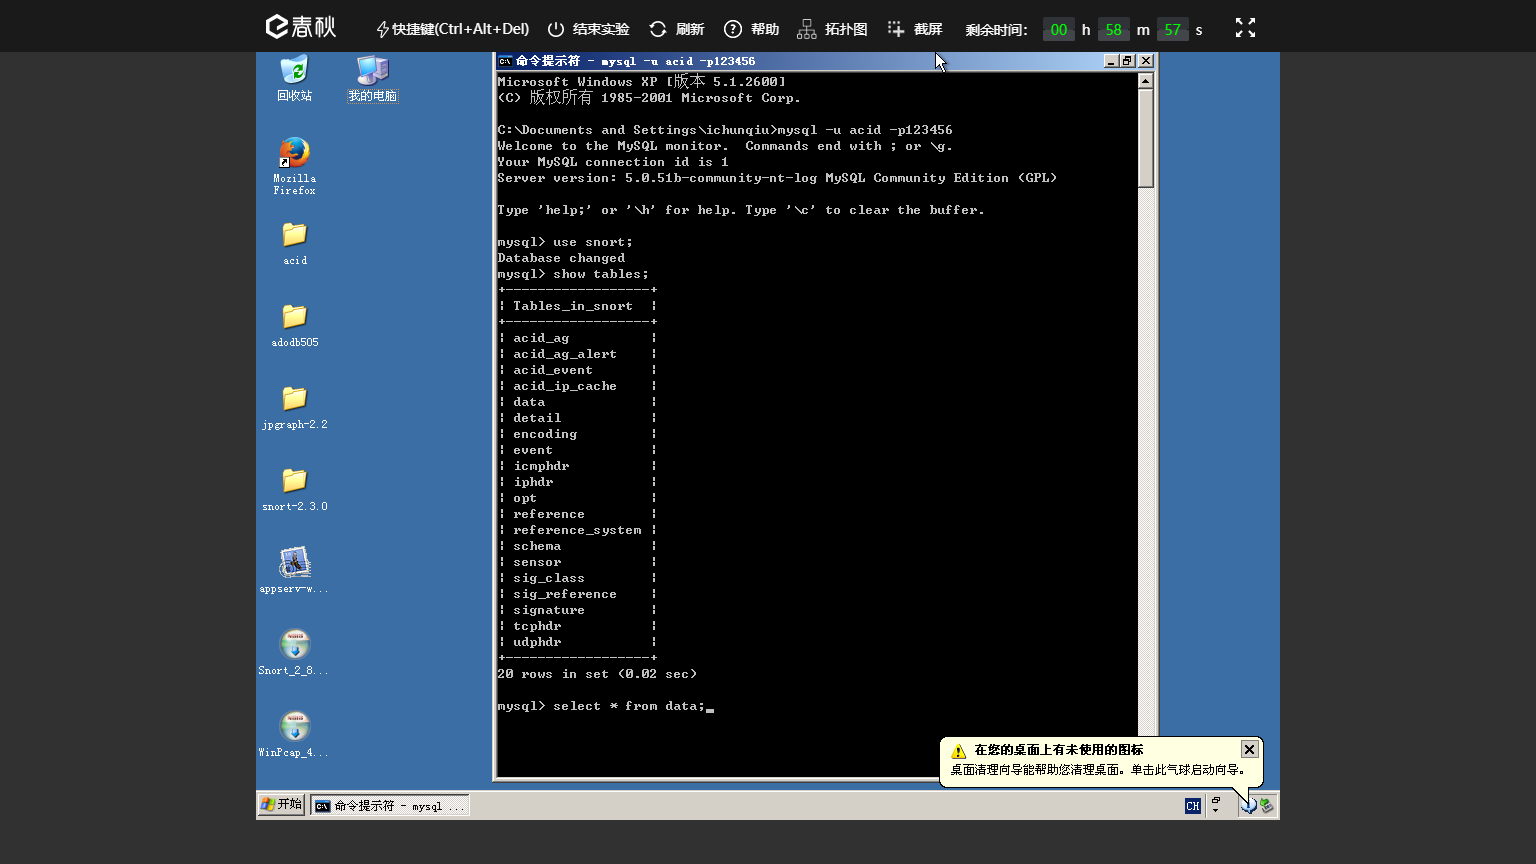 春秋
快捷键(Ctrl+Alt+Del)
结束实验
刷新
帮助
拓扑图
截屏
剩余时间: 00 h 58 m 57 s
回收站
我的电脑
Mozilla
Firefox
acid
adodb505
jpgraph-2.2
snort-2.3.0
appserv-w...
Snort_2_8...
WinPcap_4...
命令提示符 - mysql -u acid -p123456
Microsoft Windows XP [版本 5.1.2600]
(C) 版权所有 1985-2001 Microsoft Corp.
C:\Documents and Settings\ichunqiu>mysql -u acid -p123456
Welcome to the MySQL monitor.  Commands end with ; or \g.
Your MySQL connection id is 1
Server version: 5.0.51b-community-nt-log MySQL Community Edition (GPL)
Type 'help;' or '\h' for help. Type '\c' to clear the buffer.
mysql> use snort;
Database changed
mysql> show tables;
+------------------+
| Tables_in_snort  |
+------------------+
| acid_ag          |
| acid_ag_alert    |
| acid_event       |
| acid_ip_cache    |
| data             |
| detail           |
| encoding         |
| event            |
| icmphdr          |
| iphdr            |
| opt              |
| reference        |
| reference_system |
| schema           |
| sensor           |
| sig_class        |
| sig_reference    |
| signature        |
| tcphdr           |
| udphdr           |
+------------------+
20 rows in set (0.02 sec)
mysql> select * from data;_
在您的桌面上有未使用的图标
桌面清理向导能帮助您清理桌面。单击此气球启动向导。
开始
命令提示符 - mysql ...
CH